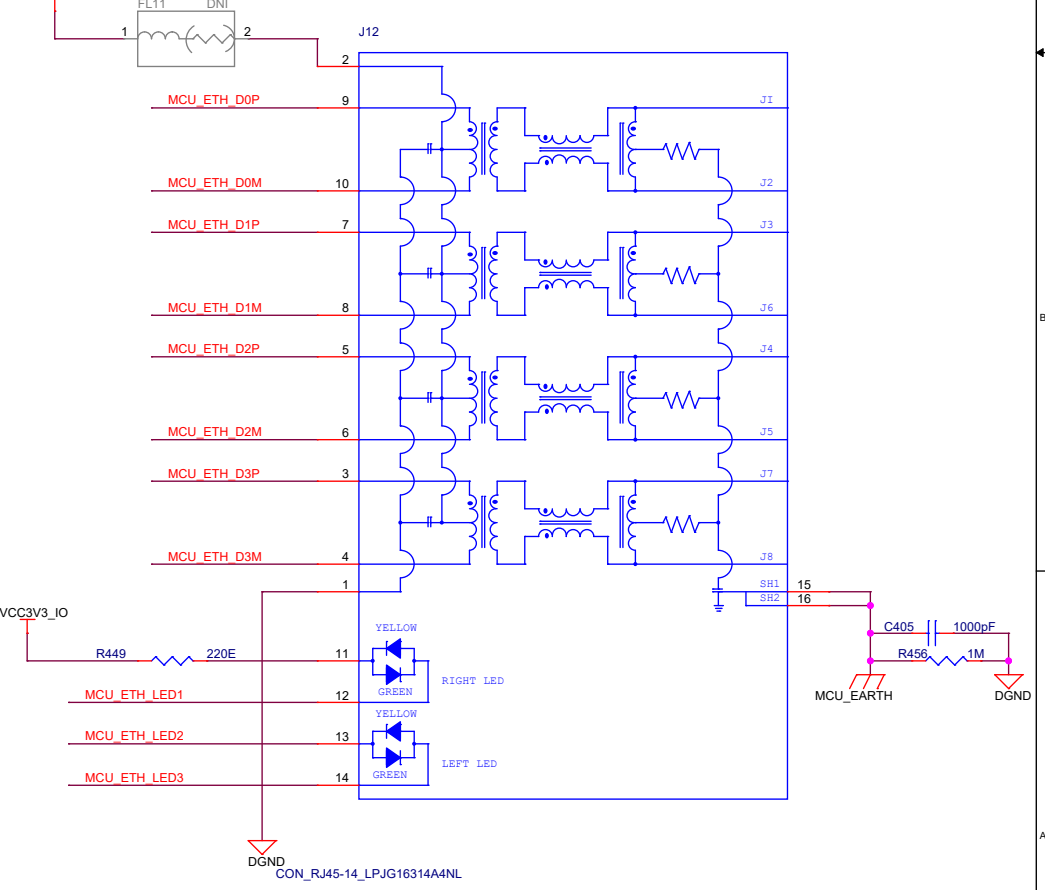 FL11 DNI
1 2
J12
2
MCU_ETH_D0P 9 JI
MCU_ETH_D0M 10 J2
MCU_ETH_D1P 7 J3
MCU_ETH_D1M 8 J6
B
MCU_ETH_D2P 5 J4
MCU_ETH_D2M 6 J5
MCU_ETH_D3P 3 J7
MCU_ETH_D3M 4 J8
1 SH1 15
SH2 16
VCC3V3_IO
YELLOW
C405 1000pF
R449 220E 11
R456 1M
RIGHT LED
GREEN
MCU_ETH_LED1 12
MCU_EARTH DGND
YELLOW
MCU_ETH_LED2 13
LEFT LED
GREEN
MCU_ETH_LED3 14
A
DGND
CON_RJ45-14_LPJG16314A4NL